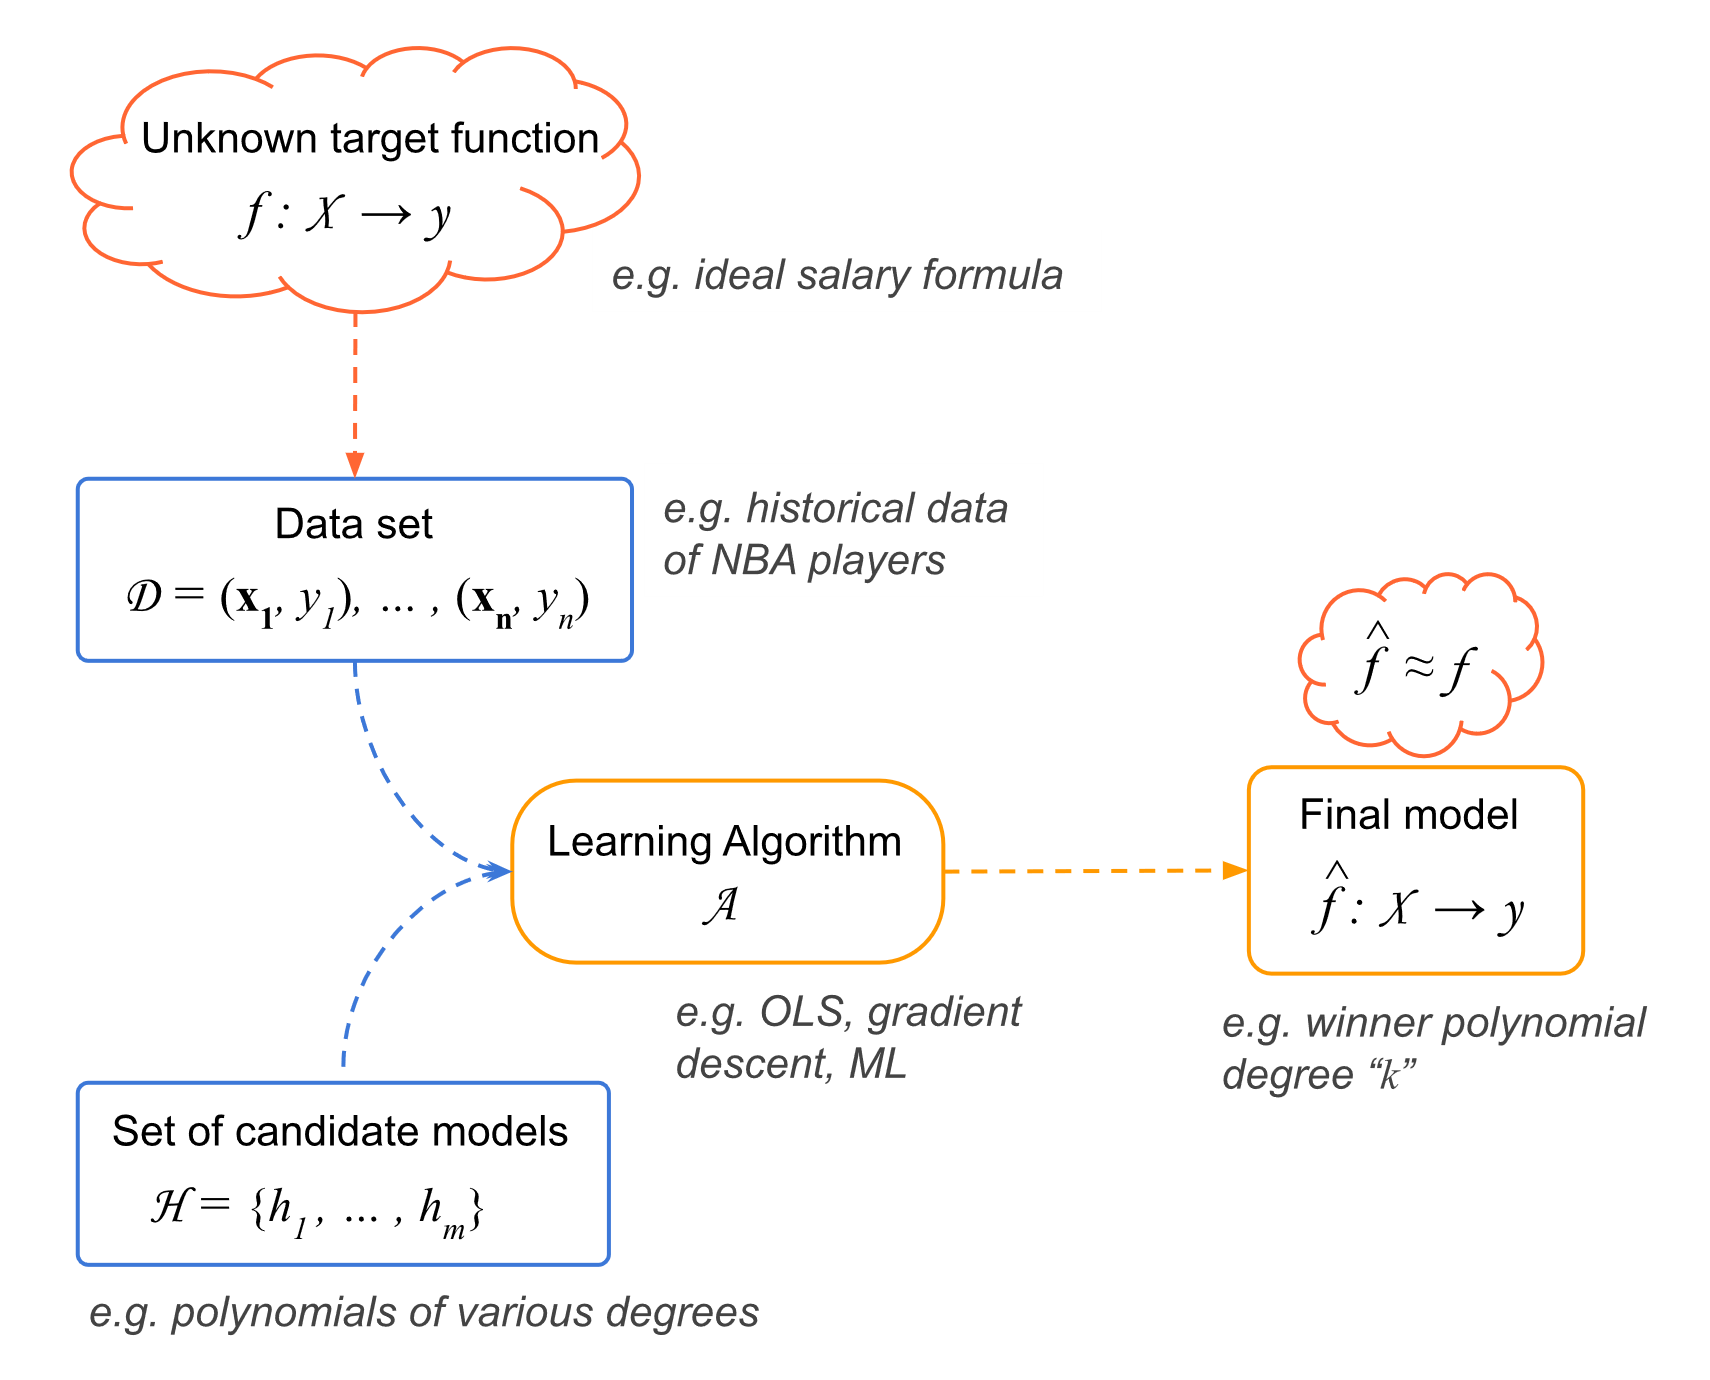 Unknown target function
f : X → y
e.g. ideal salary formula
Data set
D = (x1, y1), ... , (xn, yn)
e.g. historical data
of NBA players
f̂ ≈ f
Learning Algorithm
A
e.g. OLS, gradient
descent, ML
Final model
f̂ : X → y
e.g. winner polynomial
degree “k”
Set of candidate models
H = {h1, ... , hm}
e.g. polynomials of various degrees